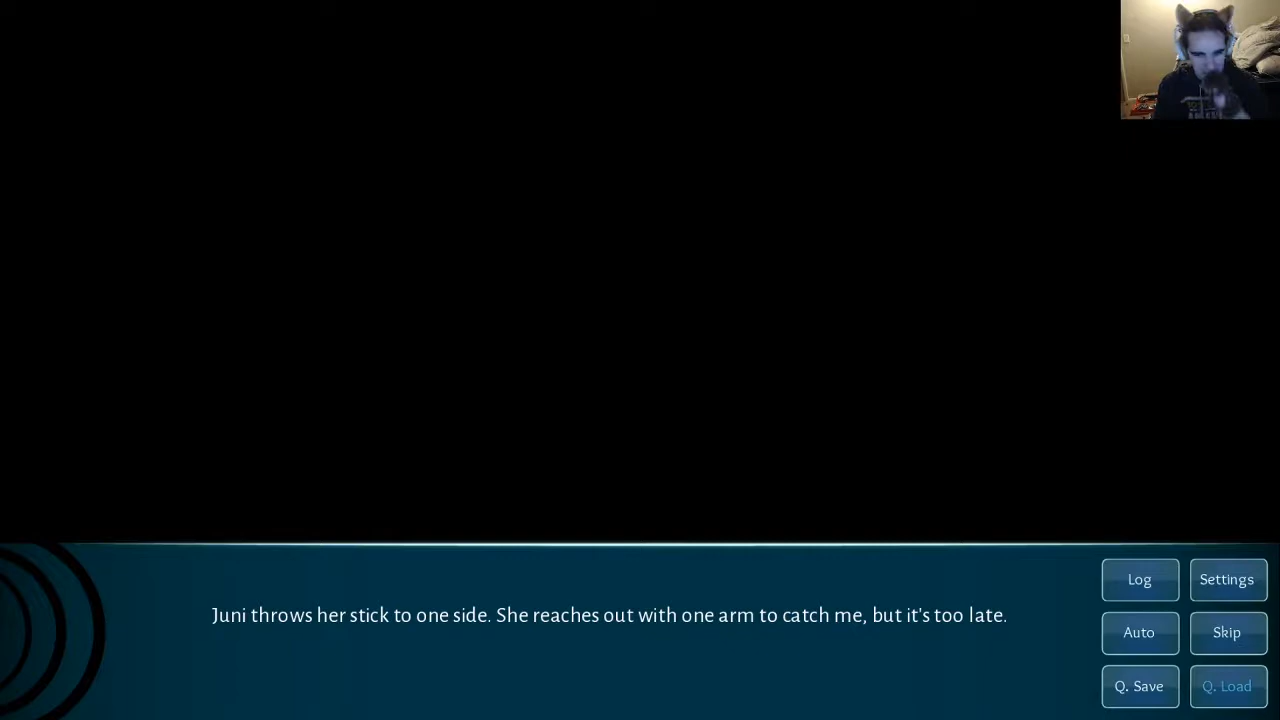 Juni throws her stick to one side. She reaches out with one arm to catch me, but it's too late.
Log
Settings
Auto
Skip
Q. Save
Q. Load